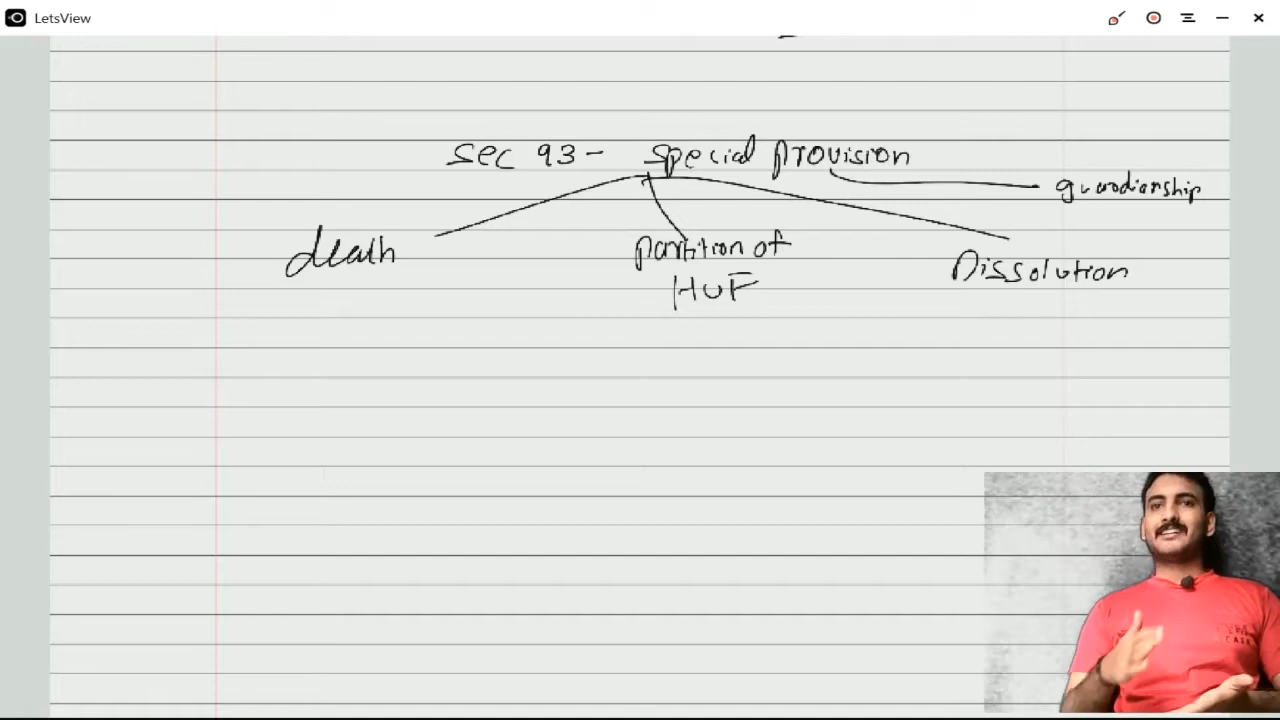 LetsView
sec 93 - special provision
guardianship
death
partition of
HUF
Dissolution